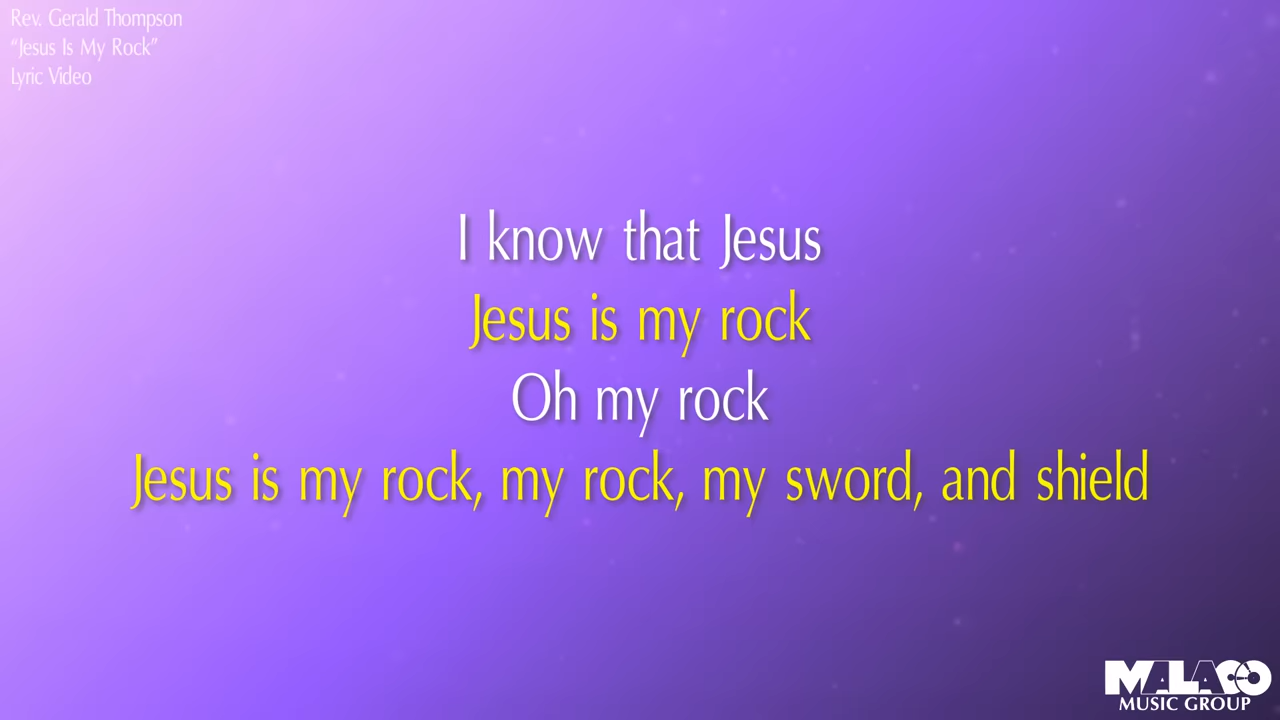 Rev. Gerald Thompson
“Jesus Is My Rock”
Lyric Video
I know that Jesus
Jesus is my rock
Oh my rock
Jesus is my rock, my rock, my sword, and shield
MALACO
MUSIC GROUP